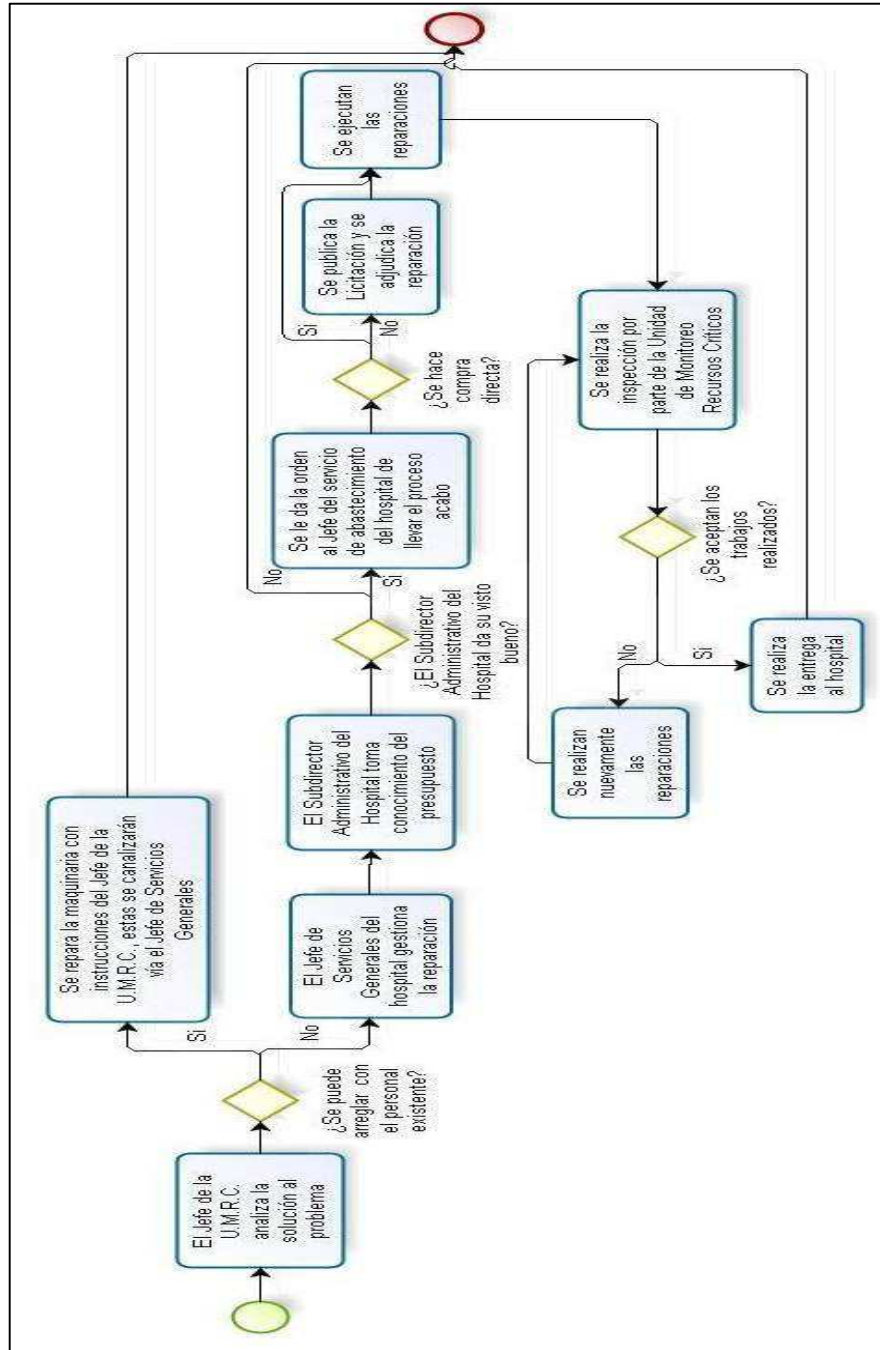 El Jefe de la
U.M.R.C.
analiza la
solución al
problema
¿Se puede
arreglar con
el personal
existente?
Si
Se repara la maquinaria con
instrucciones del Jefe de la
U.M.R.C., estas se canalizarán
vía el Jefe de Servicios
Generales
No
El Jefe de
Servicios
Generales del
hospital gestiona
la reparación
El Subdirector
Administrativo del
Hospital toma
conocimiento del
presupuesto
¿El Subdirector
Administrativo del
Hospital da su visto
bueno?
No
Si
Se le da la orden
al Jefe del servicio
de abastecimiento
del hospital de
llevar el proceso
acabo
¿Se hace
compra
directa?
Si
No
Se publica la
Licitación y se
adjudica la
reparación
Se ejecutan
las
reparaciones
Se realiza la
inspección por
parte de la Unidad
de Monitoreo
Recursos Críticos
¿Se aceptan los
trabajos
realizados?
No
Si
Se realizan
nuevamente
las
reparaciones
Se realiza
la entrega
al hospital